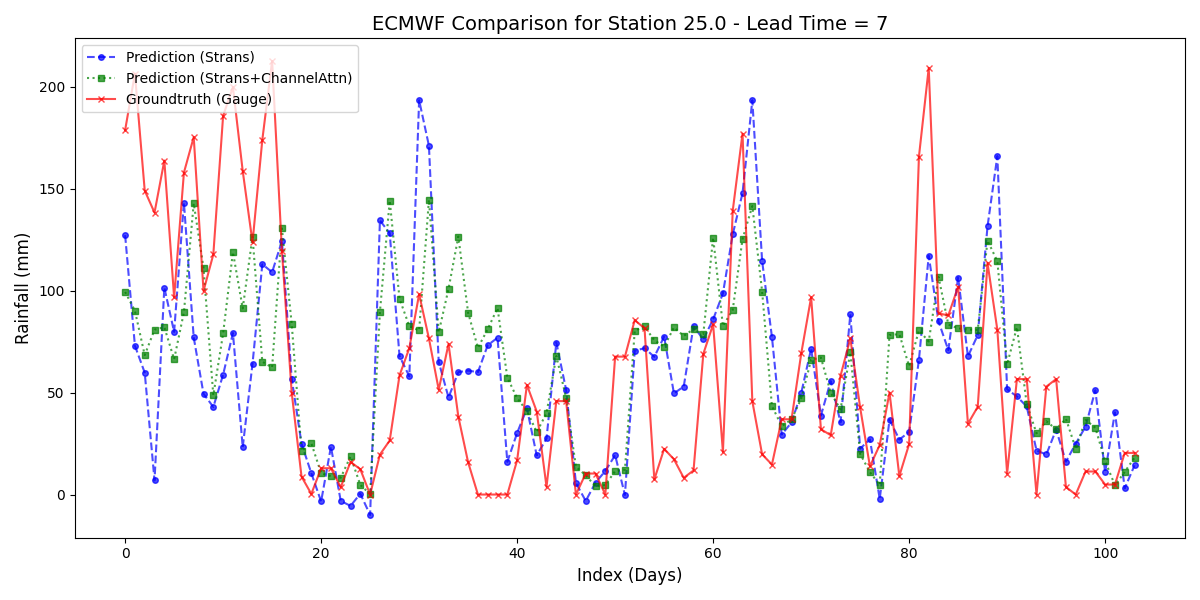 ECMWF Comparison for Station 25.0 - Lead Time = 7
Prediction (Strans)
Prediction (Strans+ChannelAttn)
Groundtruth (Gauge)
Rainfall (mm)
200
150
100
50
0
0 20 40 60 80 100
Index (Days)